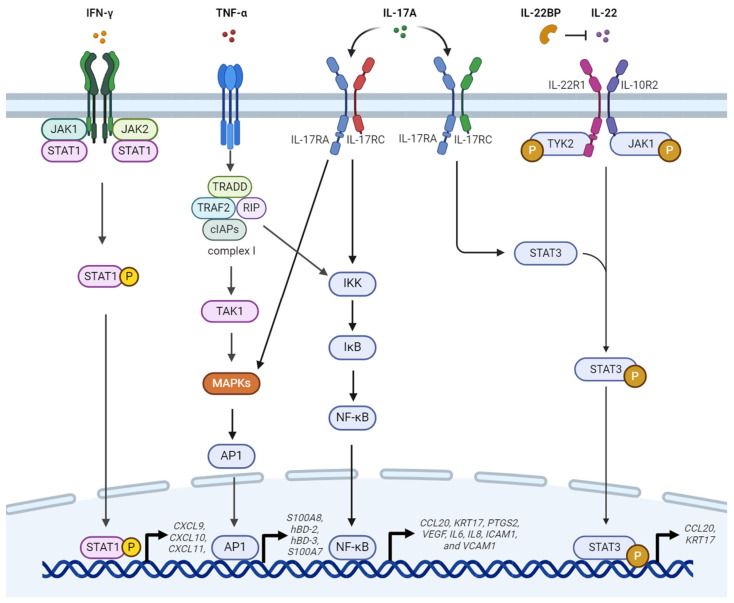 IFN-γ
TNF-α
IL-17A
IL-22BP
IL-22
IL-22R1
IL-10R2
JAK1
JAK2
STAT1
STAT1
IL-17RA
IL-17RC
IL-17RA
IL-17RC
P
TYK2
JAK1
P
TRADD
TRAF2
RIP
cIAPs
complex I
STAT3
STAT1
P
IKK
TAK1
IκB
STAT3
P
MAPKs
NF-κB
AP1
CXCL9,
CXCL10,
CXCL11,
S100A8,
hBD-2,
hBD-3,
S100A7
CCL20, KRT17, PTGS2,
VEGF, IL6, IL8, ICAM1,
and VCAM1
CCL20,
KRT17
STAT1
P
AP1
NF-κB
STAT3
P